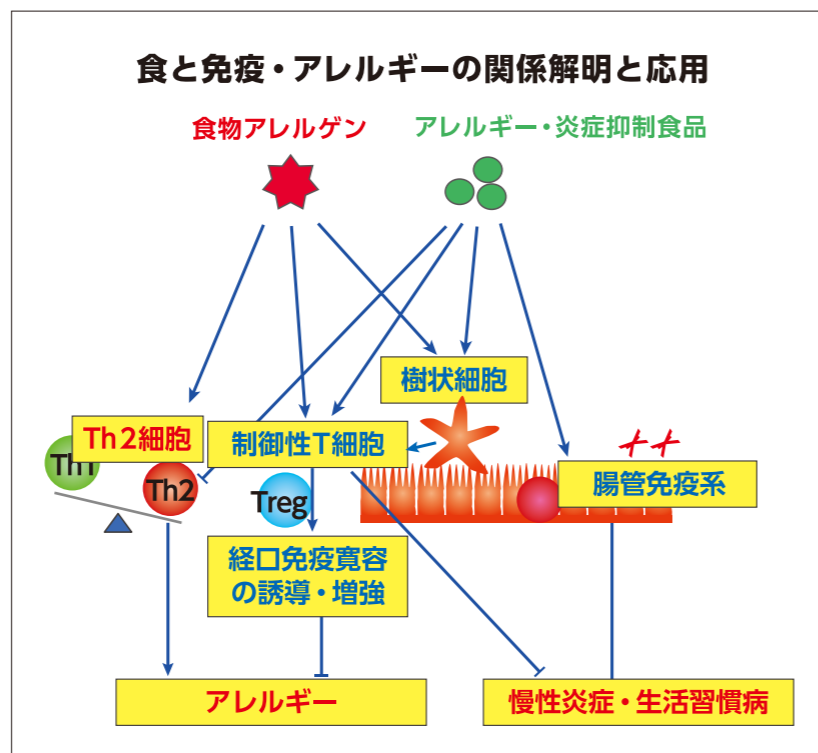 食と免疫・アレルギーの関係解明と応用
食物アレルゲン
アレルギー・炎症抑制食品
樹状細胞
Th2細胞
制御性T細胞
Th1
Th2
Treg
腸管免疫系
経口免疫寛容
の誘導・増強
アレルギー
慢性炎症・生活習慣病